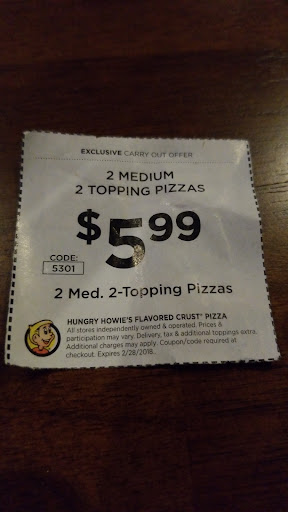 EXCLUSIVE CARRY OUT OFFER
2 MEDIUM
2 TOPPING PIZZAS
$5.99
CODE:
5301
2 Med. 2-Topping Pizzas
HUNGRY HOWIE'S FLAVORED CRUST® PIZZA
All stores independently owned & operated. Prices &
participation may vary. Delivery, tax & additional toppings extra.
Additional charges may apply. Coupon/code required at
checkout. Expires 2/28/2018.